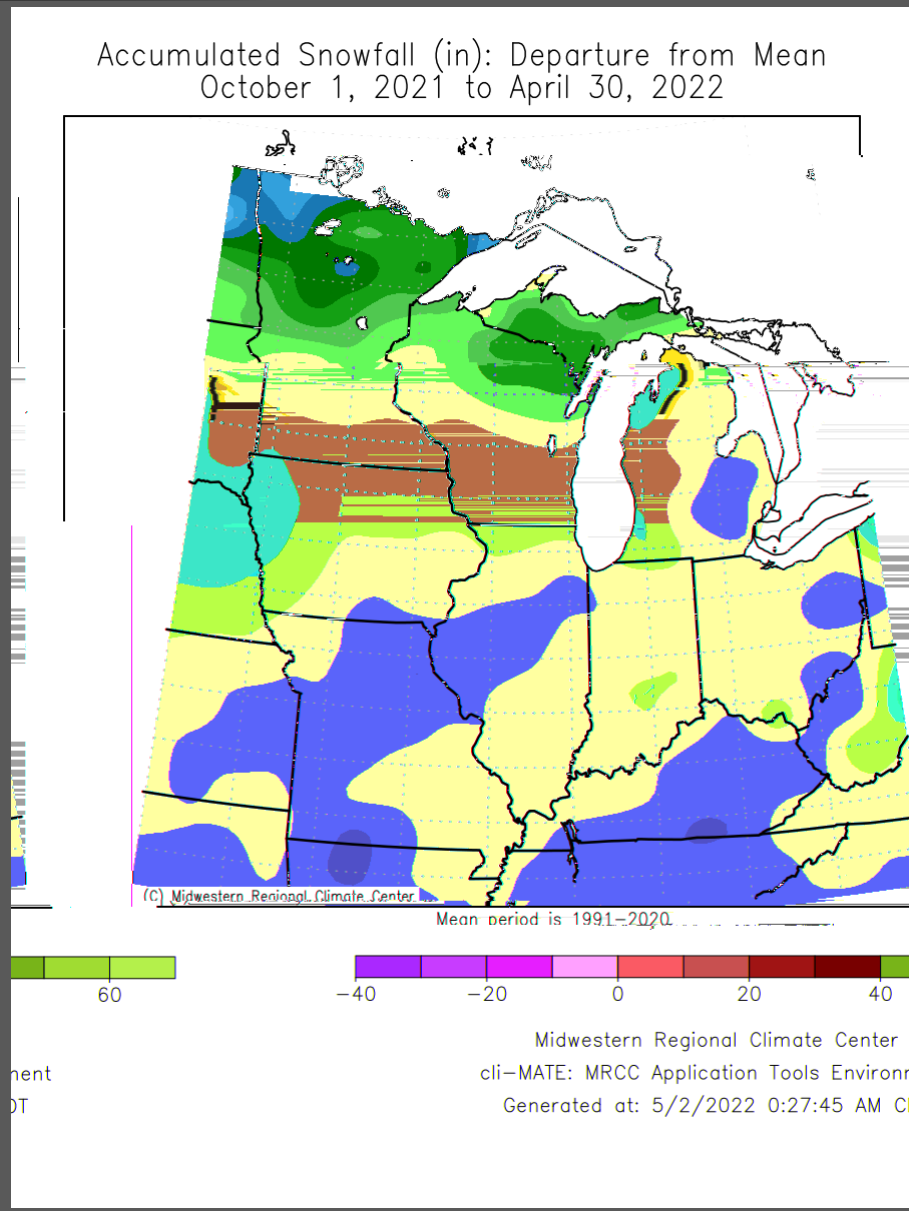 Accumulated Snowfall (in): Departure from Mean
October 1, 2021 to April 30, 2022
(C) Midwestern Regional Climate Center
Mean period is 1991-2020
60
-40 -20 0 20 40
Midwestern Regional Climate Center
nent
cli-MATE: MRCC Application Tools Environ
DT
Generated at: 5/2/2022 0:27:45 AM C